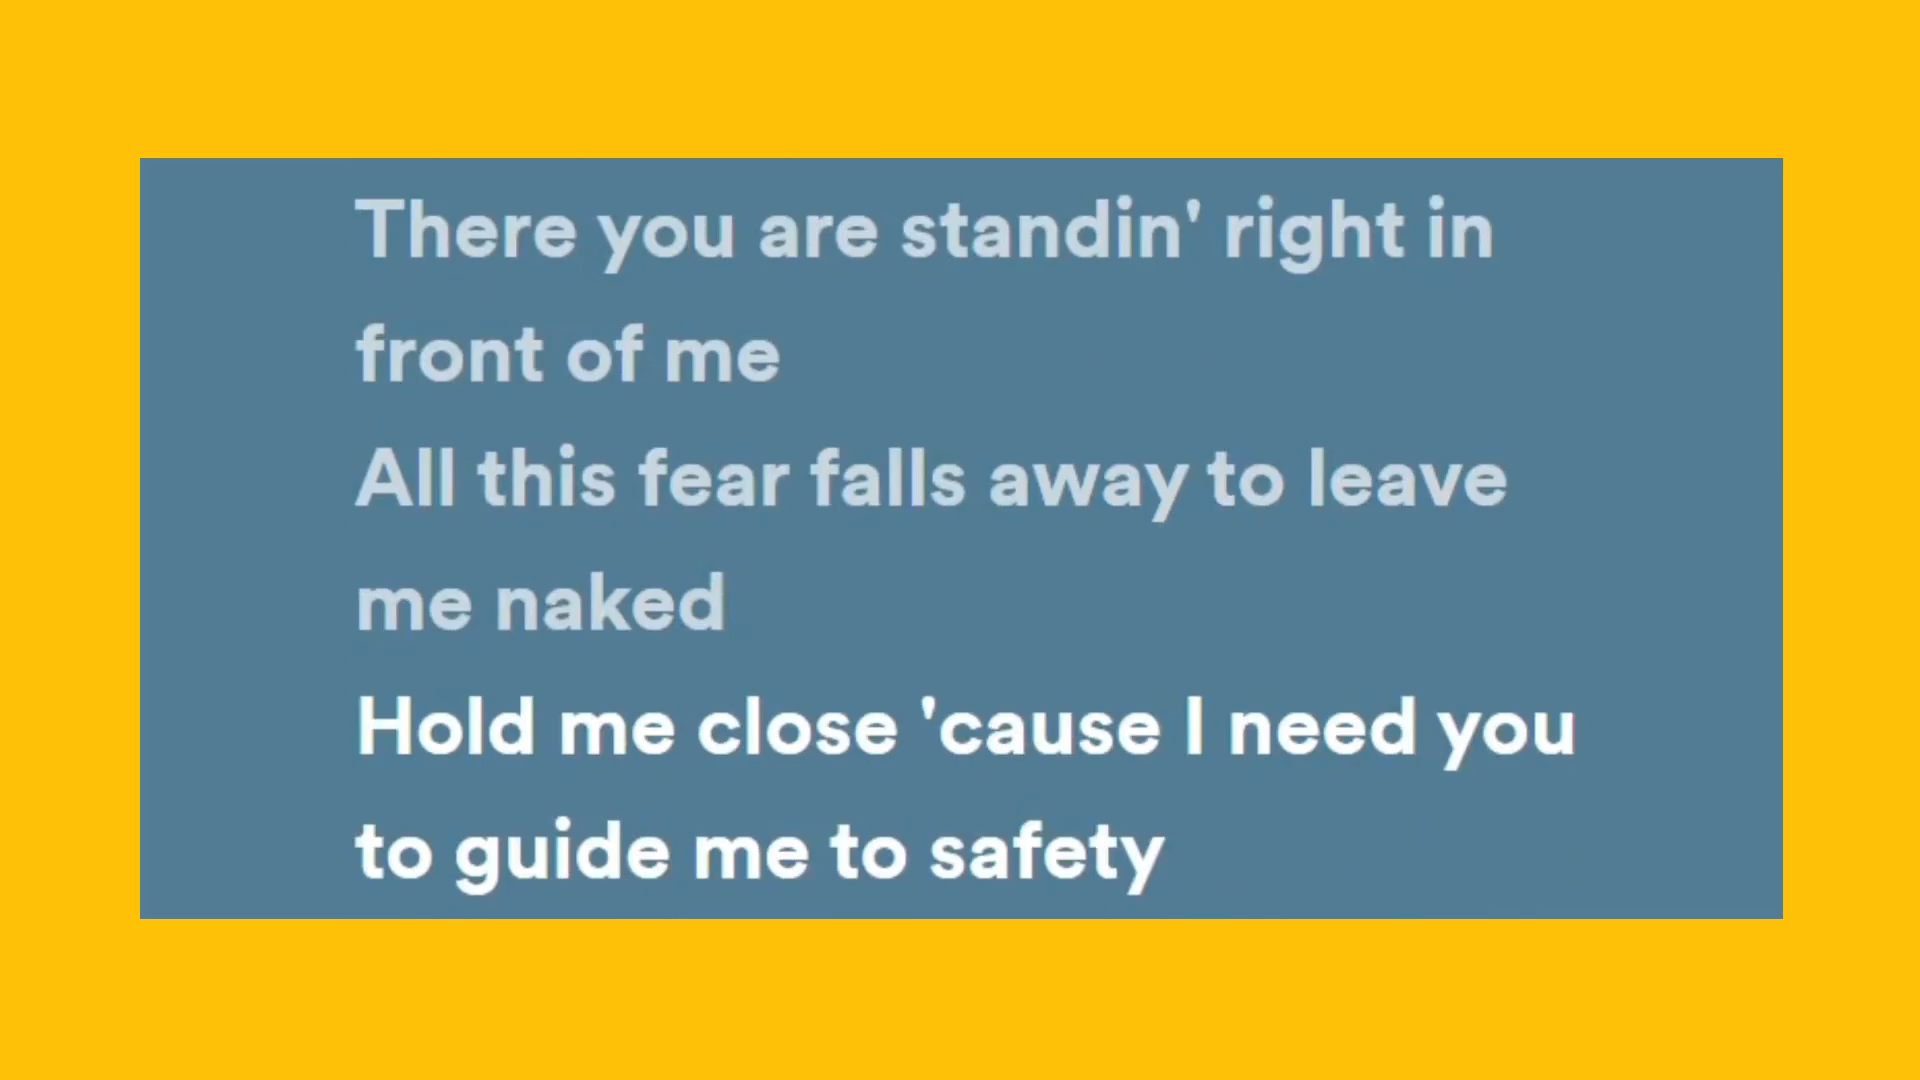 There you are standin' right in
front of me
All this fear falls away to leave
me naked
Hold me close 'cause I need you
to guide me to safety